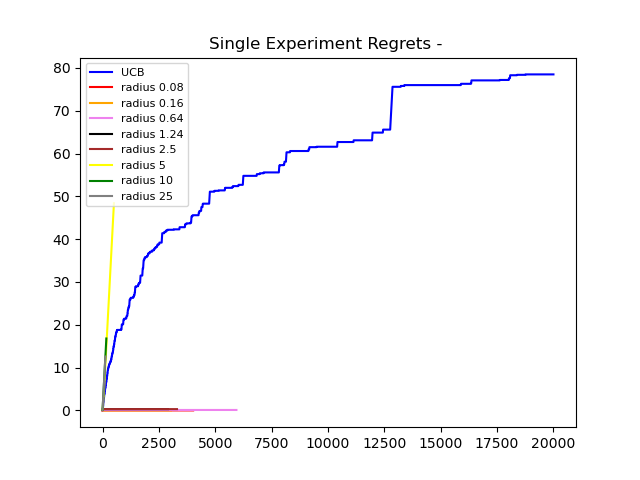 Single Experiment Regrets -
80
70
60
50
40
30
20
10
0
UCB
radius 0.08
radius 0.16
radius 0.64
radius 1.24
radius 2.5
radius 5
radius 10
radius 25
0 2500 5000 7500 10000 12500 15000 17500 20000